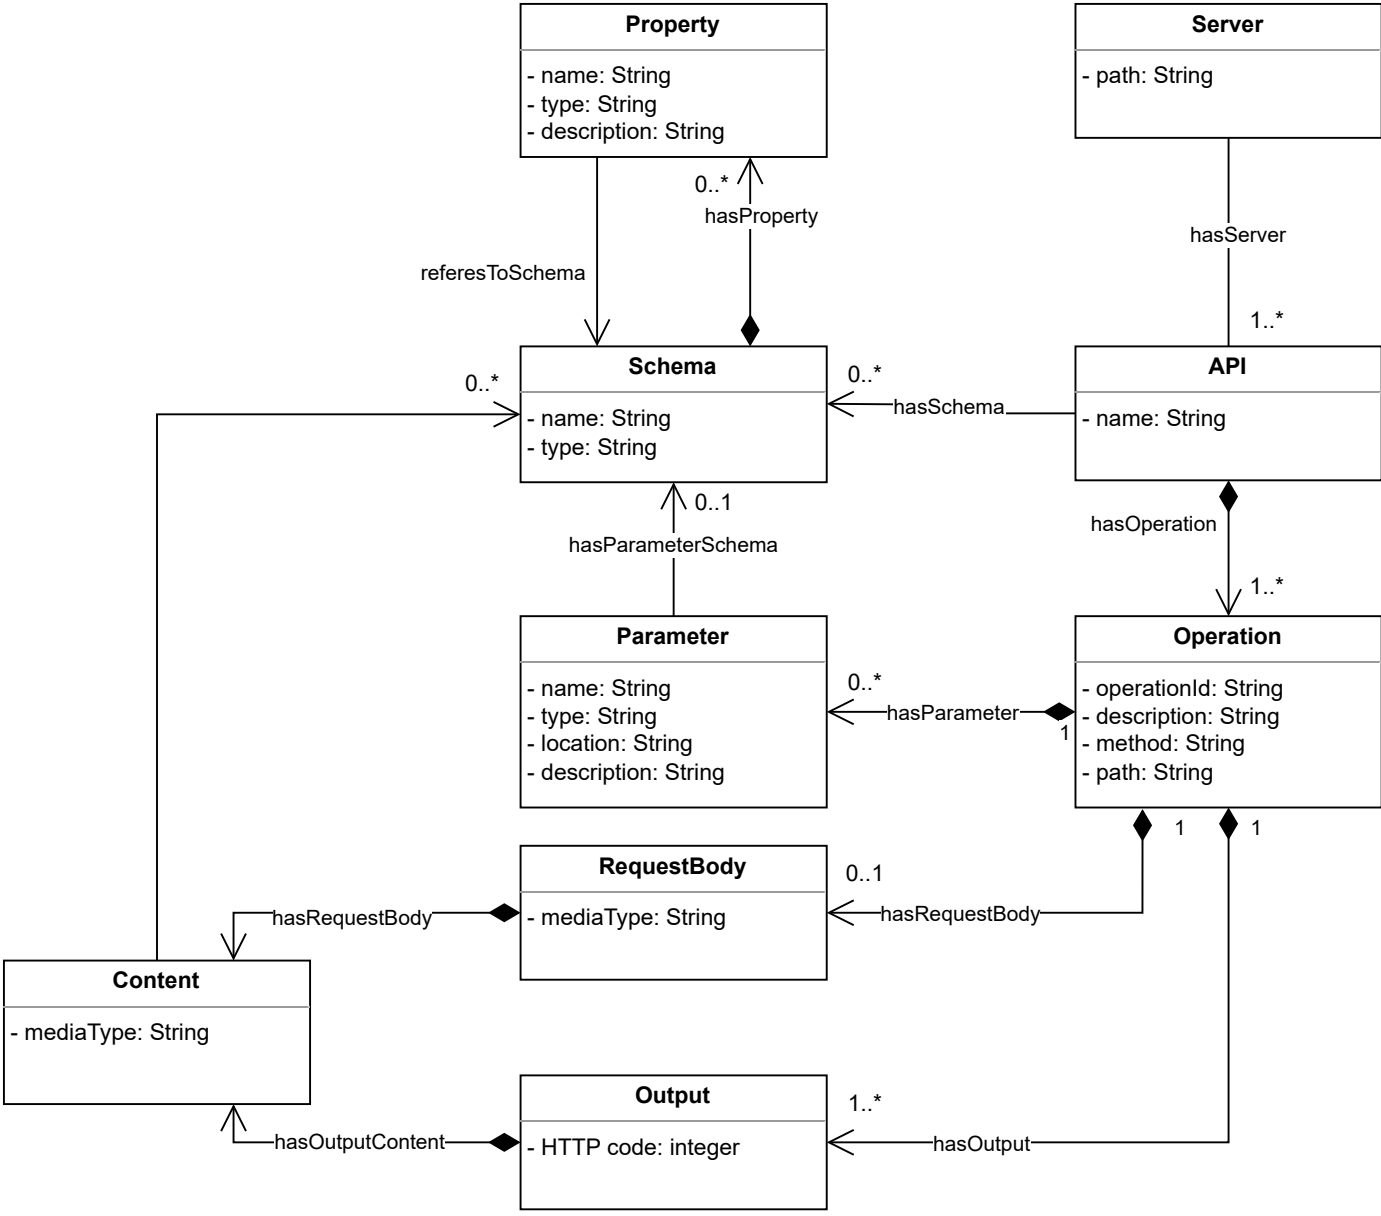 Property
- name: String
- type: String
- description: String
Server
- path: String
0..*
hasProperty
hasServer
referesToSchema
1..*
Schema
- name: String
- type: String
0..*
0..*
hasSchema
API
- name: String
0..1
hasParameterSchema
hasOperation
1..*
Parameter
- name: String
- type: String
- location: String
- description: String
0..*
hasParameter
1
Operation
- operationId: String
- description: String
- method: String
- path: String
1
1
RequestBody
- mediaType: String
0..1
hasRequestBody
hasRequestBody
Content
- mediaType: String
Output
- HTTP code: integer
1..*
hasOutput
hasOutputContent